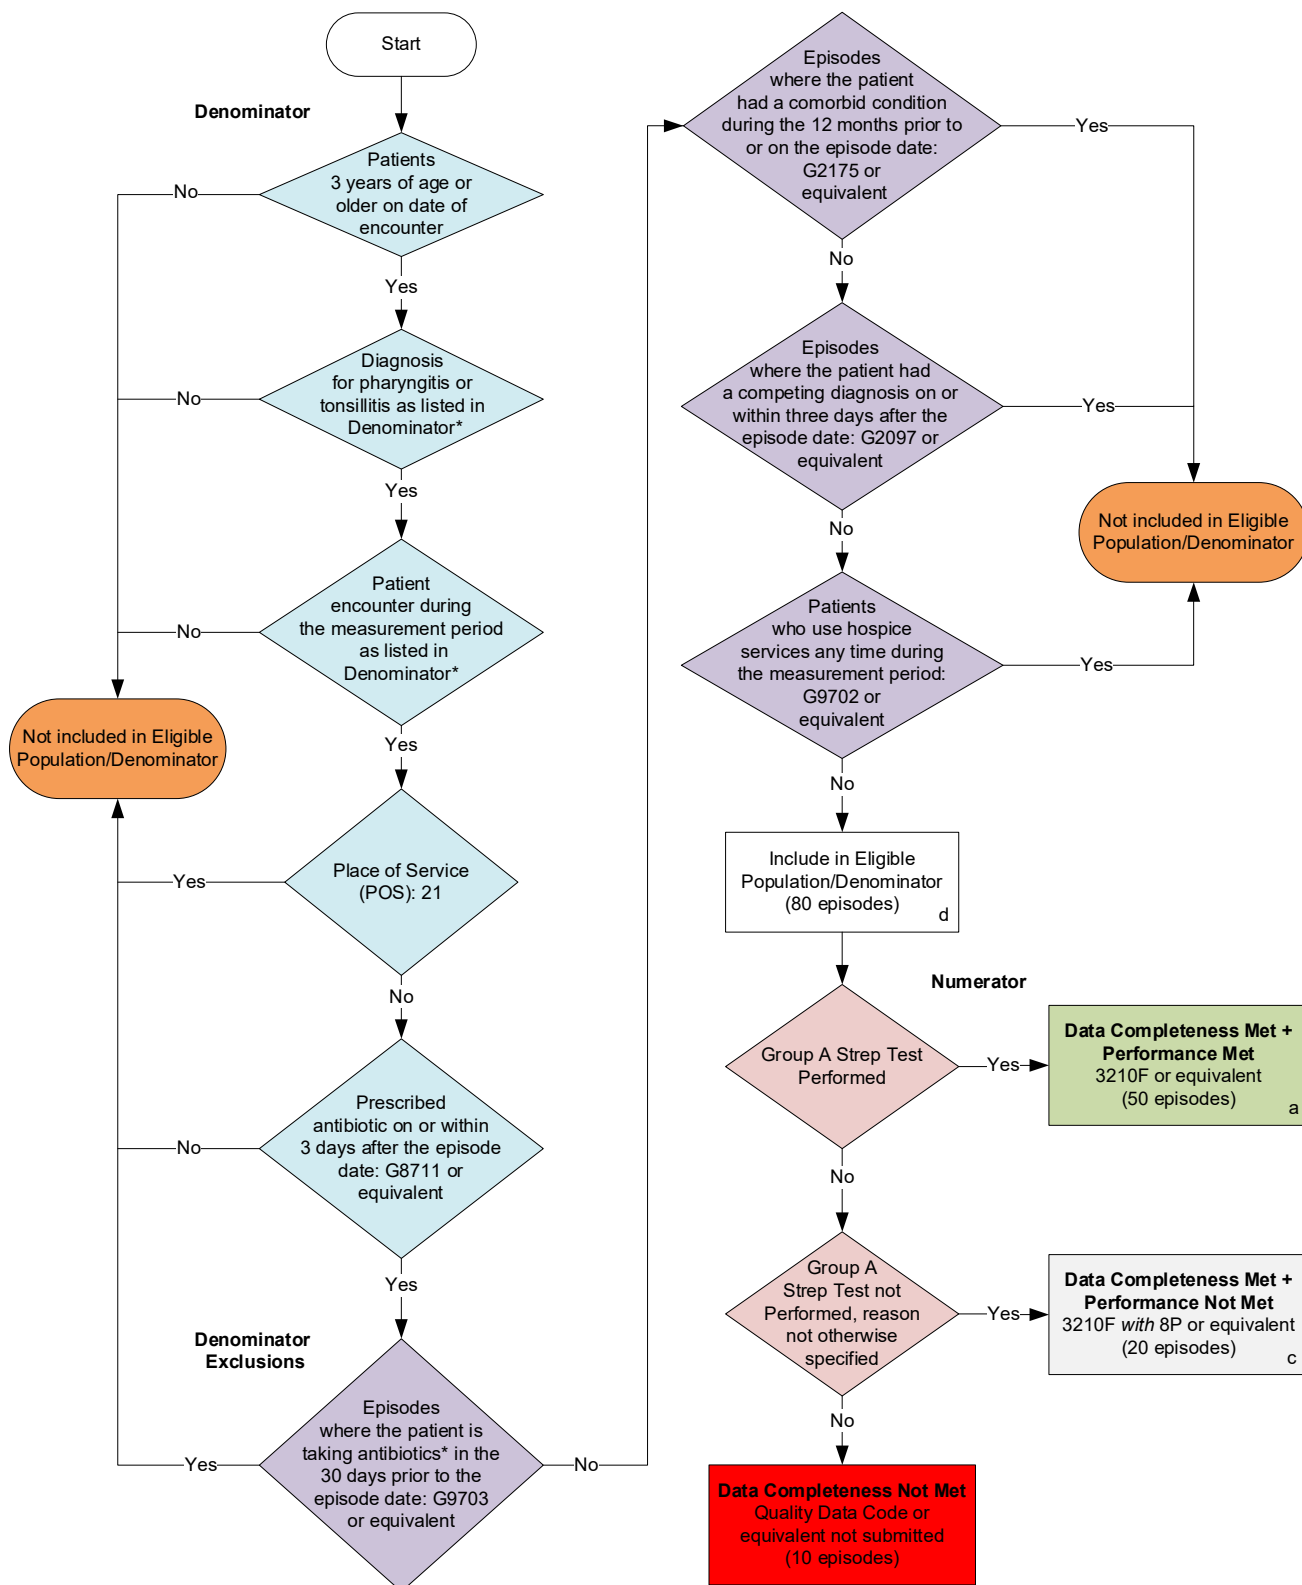 Start
Denominator
Patients
3 years of age or
older on date of
encounter
No
Yes
Diagnosis
for pharyngitis or
tonsillitis as listed in
Denominator*
No
Yes
Patient
encounter during
the measurement period
as listed in
Denominator*
No
Yes
Not included in Eligible
Population/Denominator
Place of Service
(POS): 21
Yes
No
Prescribed
antibiotic on or within
3 days after the episode
date: G8711 or
equivalent
No
Yes
Denominator
Exclusions
Episodes
where the patient is
taking antibiotics* in the
30 days prior to the
episode date: G9703
or equivalent
Yes
No
Episodes
where the patient
had a comorbid condition
during the 12 months prior to
or on the episode date:
G2175 or
equivalent
Yes
No
Episodes
where the patient had
a competing diagnosis on or
within three days after the
episode date: G2097 or
equivalent
Yes
No
Not included in Eligible
Population/Denominator
Patients
who use hospice
services any time during
the measurement period:
G9702 or
equivalent
Yes
No
Include in Eligible
Population/Denominator
(80 episodes)
d
Numerator
Group A Strep Test
Performed
Yes
Data Completeness Met +
Performance Met
3210F or equivalent
(50 episodes)
a
No
Group A
Strep Test not
Performed, reason
not otherwise
specified
Yes
Data Completeness Met +
Performance Not Met
3210F with 8P or equivalent
(20 episodes)
c
No
Data Completeness Not Met
Quality Data Code or
equivalent not submitted
(10 episodes)